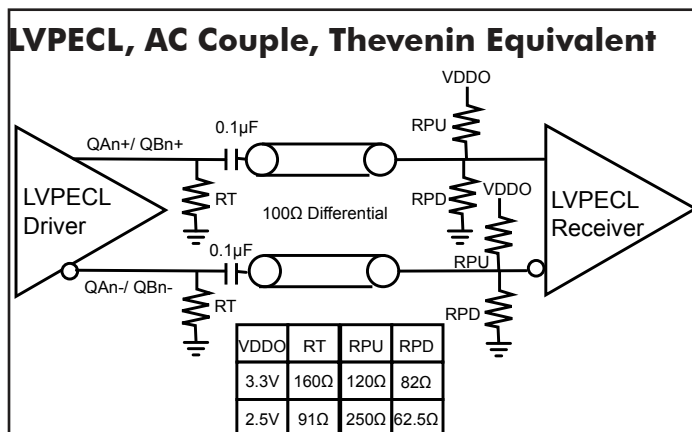 LVPECL, AC Couple, Thevenin Equivalent
VDDO
0.1µF
RPU
QAn+/ QBn+
LVPECL
Driver
RT
100Ω Differential
RPD
VDDO
LVPECL
Receiver
0.1µF
RPU
QAn-/ QBn-
RT
RPD
VDDO RT RPU RPD
3.3V 160Ω 120Ω 82Ω
2.5V 91Ω 250Ω 62.5Ω